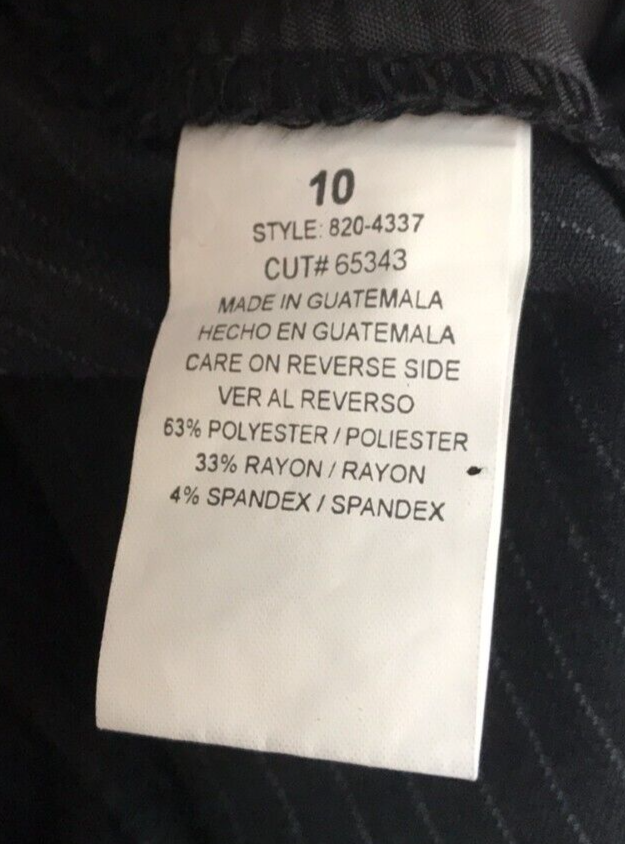 10
STYLE: 820-4337
CUT# 65343
MADE IN GUATEMALA
HECHO EN GUATEMALA
CARE ON REVERSE SIDE
VER AL REVERSO
63% POLYESTER / POLIESTER
33% RAYON / RAYON
4% SPANDEX / SPANDEX